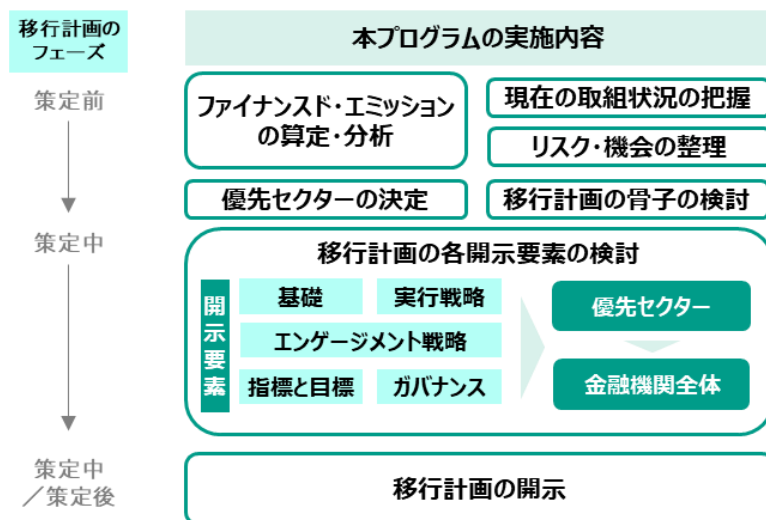 移行計画の
フェーズ
本プログラムの実施内容
策定前
ファイナンスド・エミッション
の算定・分析
現在の取組状況の把握
リスク・機会の整理
優先セクターの決定
移行計画の骨子の検討
策定中
移行計画の各開示要素の検討
開示要素
基礎
実行戦略
エンゲージメント戦略
指標と目標
ガバナンス
優先セクター
金融機関全体
策定中
／策定後
移行計画の開示